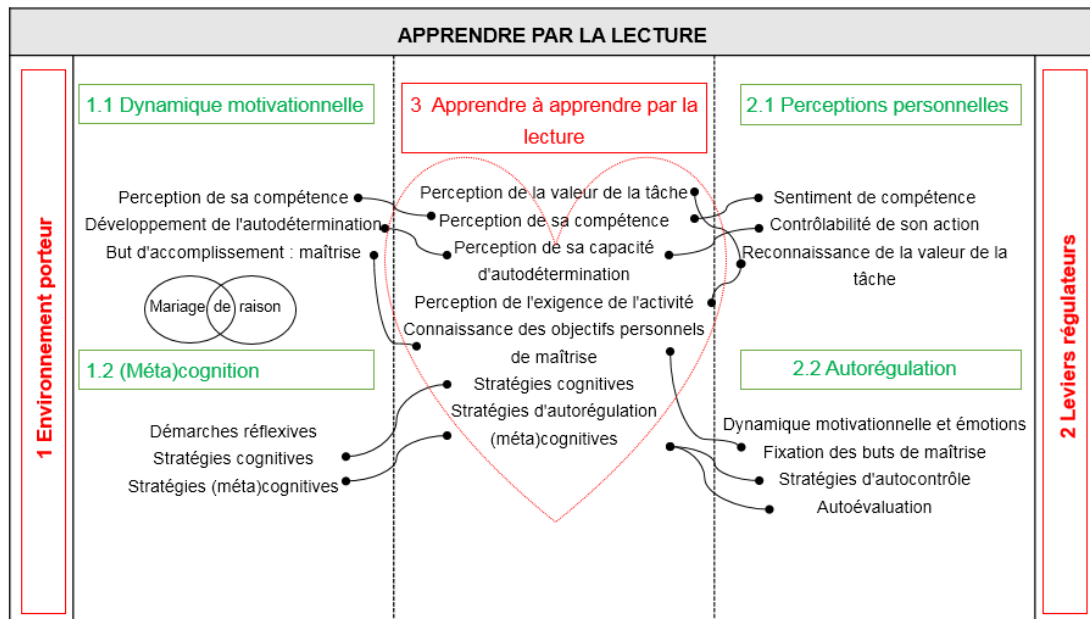 APPRENDRE PAR LA LECTURE
1 Environnement porteur
1.1 Dynamique motivationnelle
Perception de sa compétence
Développement de l'autodétermination
But d'accomplissement : maîtrise
Mariage de raison
1.2 (Méta)cognition
Démarches réflexives
Stratégies cognitives
Stratégies (méta)cognitives
3 Apprendre à apprendre par la
lecture
Perception de la valeur de la tâche
Perception de sa compétence
Perception de sa capacité
d'autodétermination
Perception de l'exigence de l'activité
Connaissance des objectifs personnels
de maîtrise
Stratégies cognitives
Stratégies d'autorégulation
(méta)cognitives
2.1 Perceptions personnelles
Sentiment de compétence
Contrôlabilité de son action
Reconnaissance de la valeur de la
tâche
2.2 Autorégulation
Dynamique motivationnelle et émotions
Fixation des buts de maîtrise
Stratégies d'autocontrôle
Autoévaluation
2 Leviers régulateurs